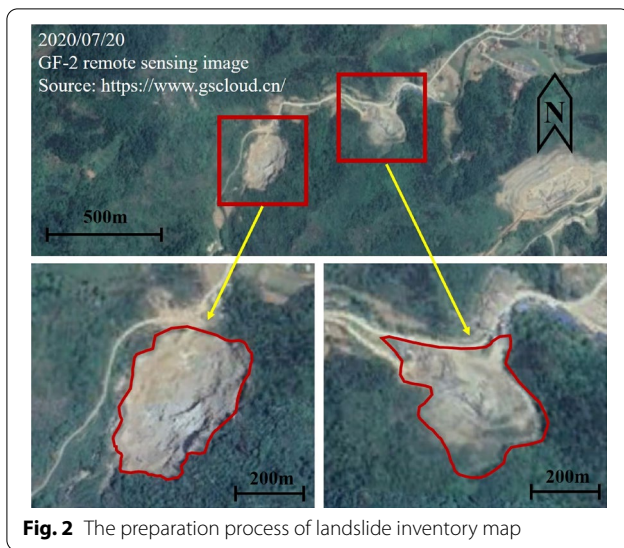 2020/07/20
GF-2 remote sensing image
Source: https://www.gscloud.cn/
N
500m
200m
200m
Fig. 2 The preparation process of landslide inventory map